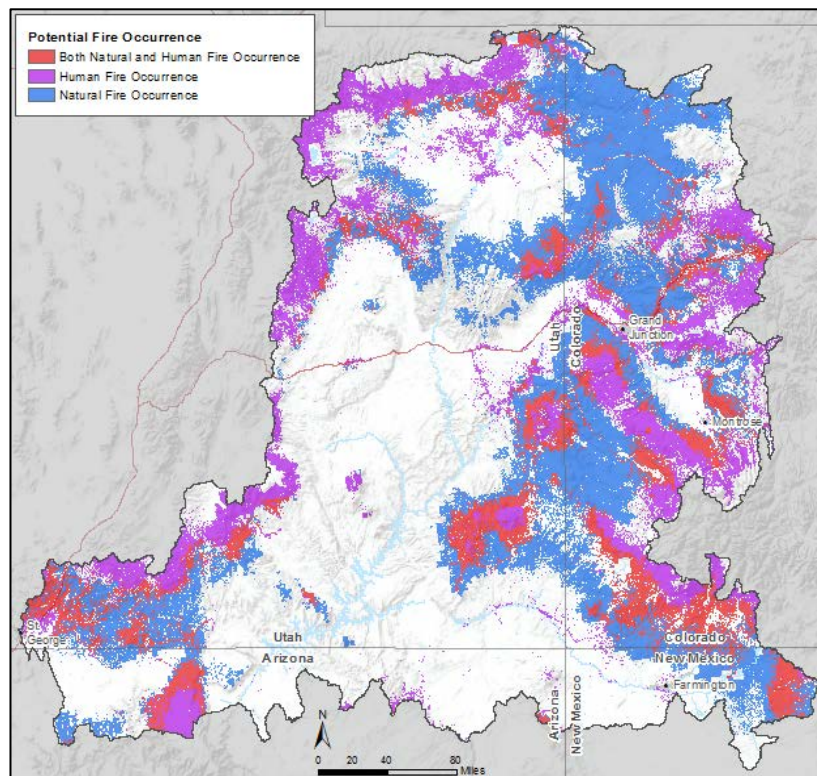 Potential Fire Occurrence
Both Natural and Human Fire Occurrence
Human Fire Occurrence
Natural Fire Occurrence
Utah
Colorado
Grand
Junction
Montrose
St.
George
Utah
Arizona
Colorado
New Mexico
Arizona
New Mexico
Farmington
N
0 20 40 80
Miles